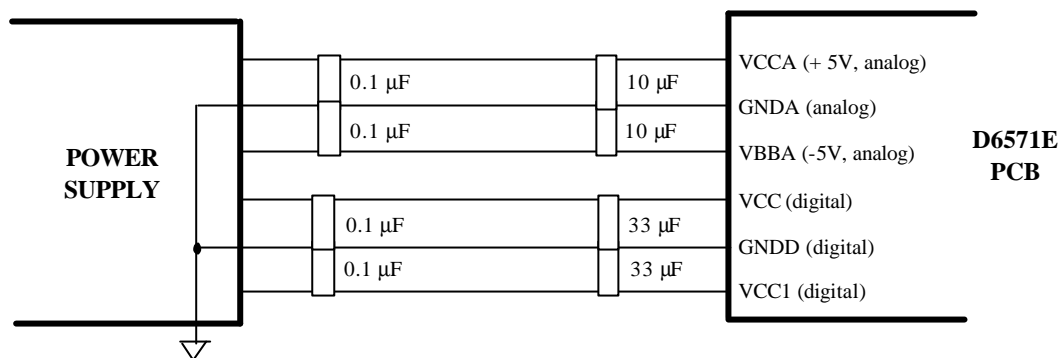 0.1 µF 10 µF VCCA (+ 5V, analog)
GNDA (analog)
0.1 µF 10 µF VBBA (-5V, analog)
POWER
SUPPLY
D6571E
PCB
VCC (digital)
0.1 µF 33 µF
GNDD (digital)
0.1 µF 33 µF
VCC1 (digital)